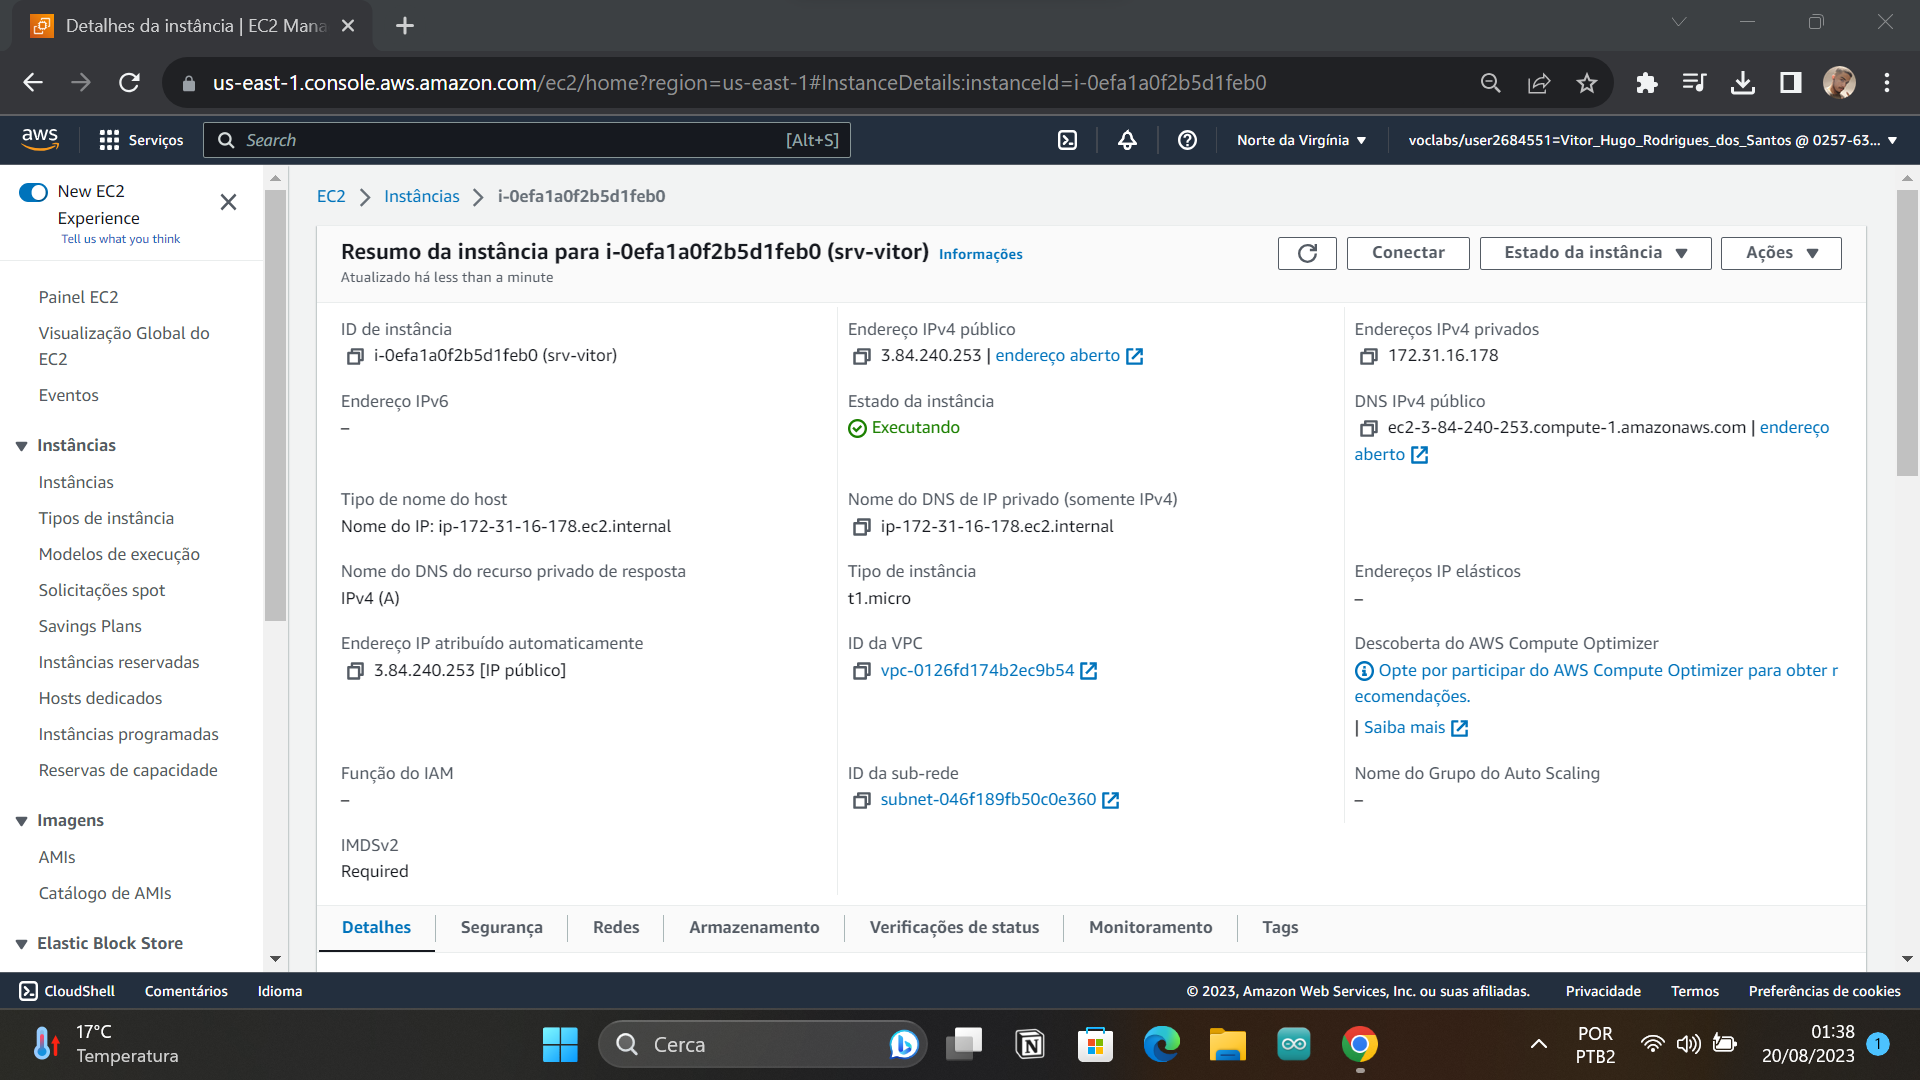 Detalhes da instância | EC2 Mana
us-east-1.console.aws.amazon.com/ec2/home?region=us-east-1#InstanceDetails:instanceId=i-0efa1a0f2b5d1feb0
aws
Serviços
Search
[Alt+S]
Norte da Virgínia
voclabs/user2684551=Vitor_Hugo_Rodrigues_dos_Santos @ 0257-63...
New EC2
Experience
Tell us what you think
Painel EC2
Visualização Global do
EC2
Eventos
Instâncias
Instâncias
Tipos de instância
Modelos de execução
Solicitações spot
Savings Plans
Instâncias reservadas
Hosts dedicados
Instâncias programadas
Reservas de capacidade
Imagens
AMIs
Catálogo de AMIs
Elastic Block Store
EC2 > Instâncias > i-0efa1a0f2b5d1feb0
Resumo da instância para i-0efa1a0f2b5d1feb0 (srv-vitor) Informações
Atualizado há less than a minute
Conectar
Estado da instância
Ações
ID de instância
i-0efa1a0f2b5d1feb0 (srv-vitor)
Endereço IPv4 público
3.84.240.253 | endereço aberto
Endereços IPv4 privados
172.31.16.178
Endereço IPv6
–
Estado da instância
Executando
DNS IPv4 público
ec2-3-84-240-253.compute-1.amazonaws.com | endereço
aberto
Tipo de nome do host
Nome do IP: ip-172-31-16-178.ec2.internal
Nome do DNS de IP privado (somente IPv4)
ip-172-31-16-178.ec2.internal
Nome do DNS do recurso privado de resposta
IPv4 (A)
Tipo de instância
t1.micro
Endereços IP elásticos
–
Endereço IP atribuído automaticamente
3.84.240.253 [IP público]
ID da VPC
vpc-0126fd174b2ec9b54
Descoberta do AWS Compute Optimizer
Opte por participar do AWS Compute Optimizer para obter r
ecomendações.
| Saiba mais
Função do IAM
–
ID da sub-rede
subnet-046f189fb50c0e360
Nome do Grupo do Auto Scaling
–
IMDSv2
Required
Detalhes
Segurança
Redes
Armazenamento
Verificações de status
Monitoramento
Tags
CloudShell
Comentários
Idioma
© 2023, Amazon Web Services, Inc. ou suas afiliadas.
Privacidade
Termos
Preferências de cookies
17°C
Temperatura
Cerca
POR
PTB2
01:38
20/08/2023
1